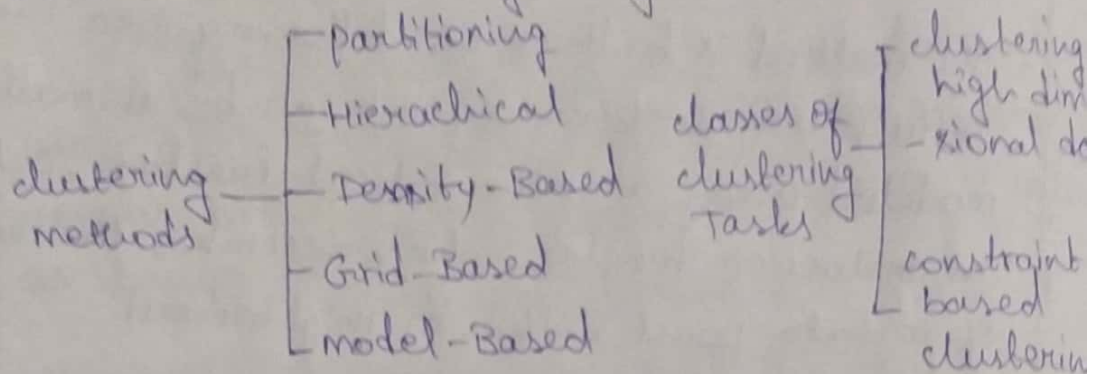 partitioning
Hierachical
Density-Based
clustering
methods
Grid-Based
model-Based
classes of
clustering
Tasks
clustering
high dim
-sional
constraint
based
clusterin